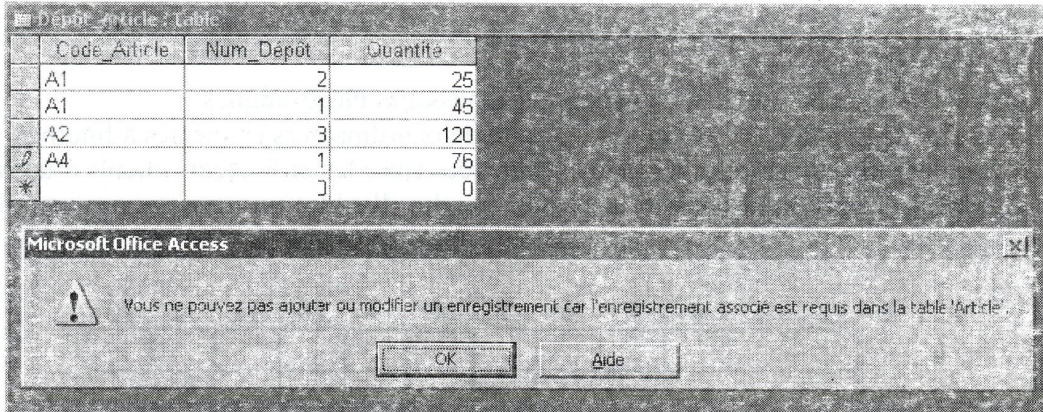 Dépôt_Article : Table
Code_Article Num_Dépôt Quantité
A1 2 25
A1 1 45
A2 3 120
A4 1 76
0 0
Microsoft Office Access
Vous ne pouvez pas ajouter ou modifier un enregistrement car l'enregistrement associé est requis dans la table 'Article'.
OK Aide